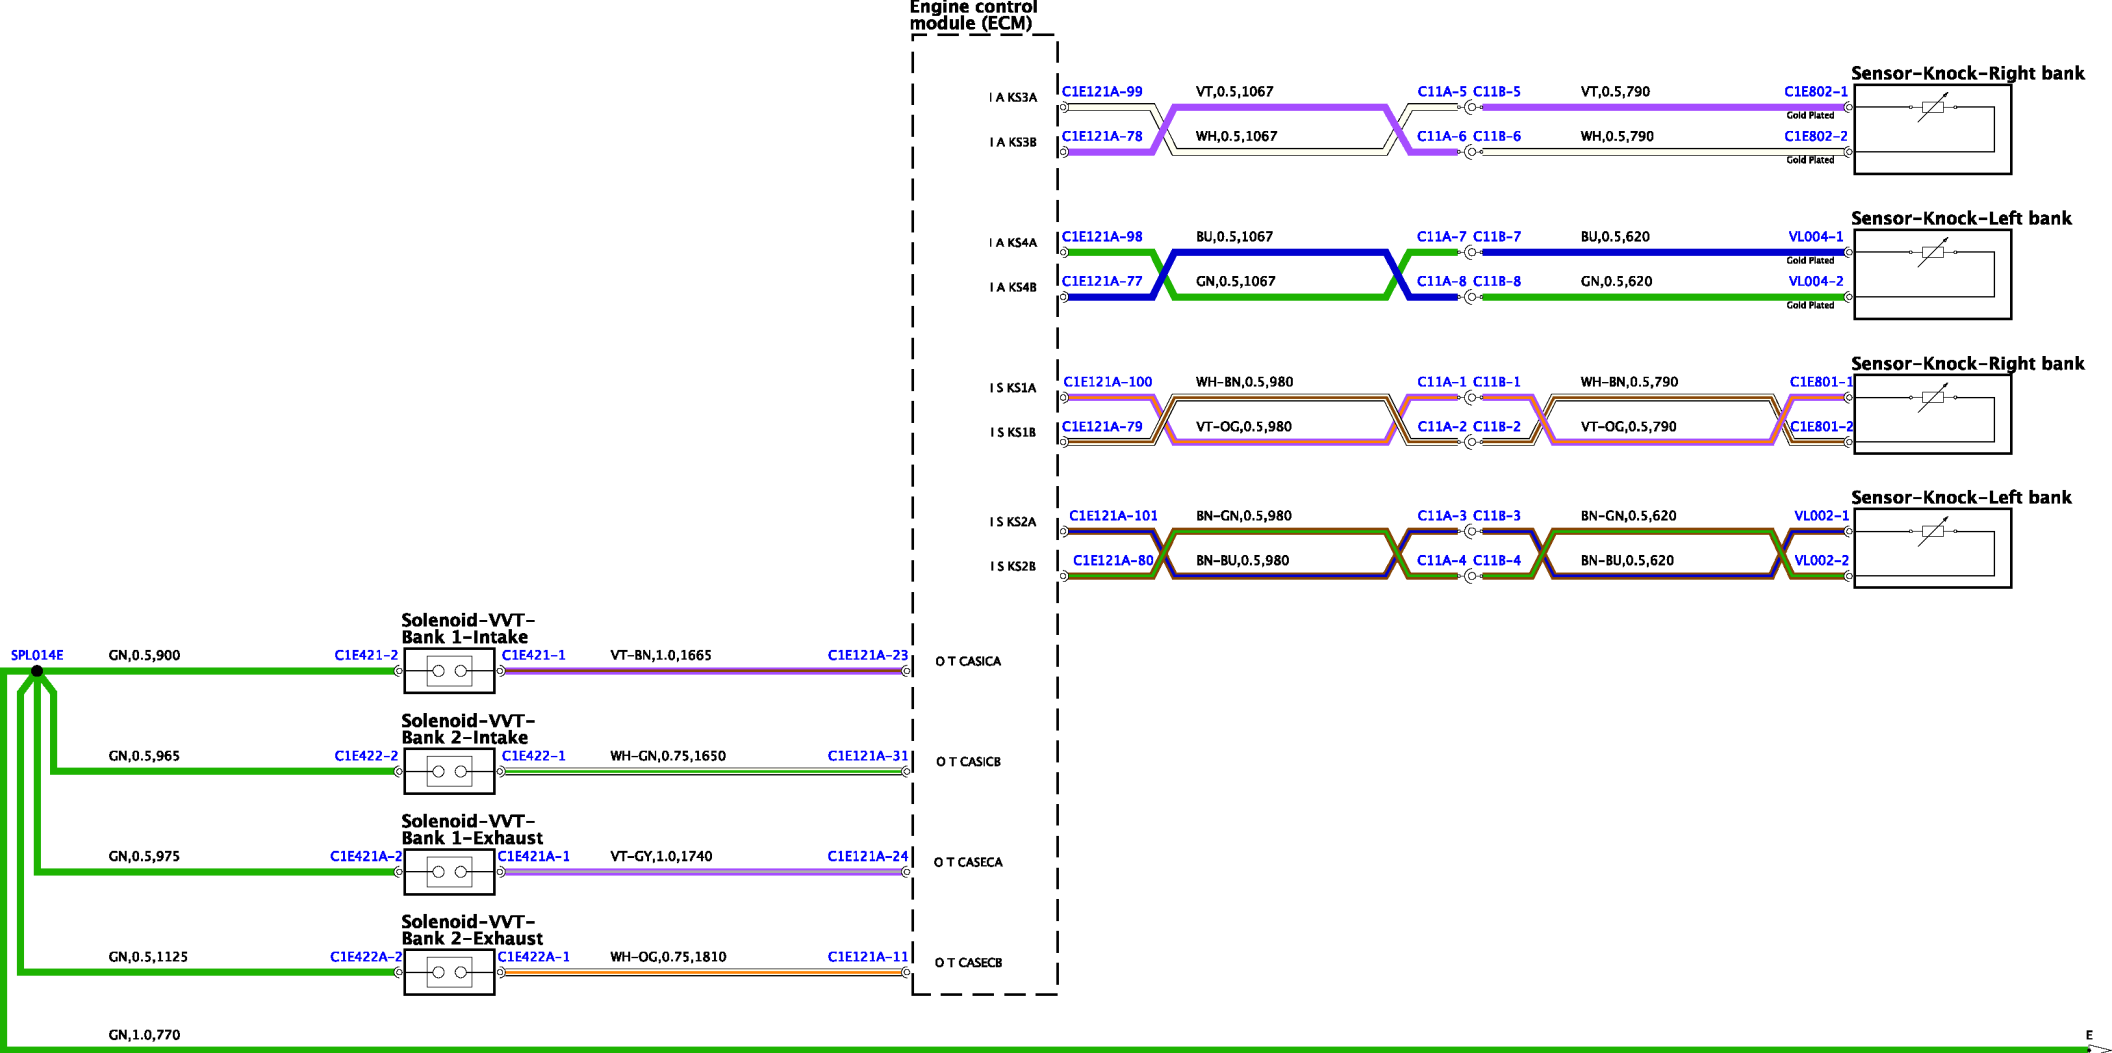 Engine control
module (ECM)
Sensor-Knock-Right bank
I A KS3A C1E121A-99 VT,0.5,1067 C11A-5 C11B-5 VT,0.5,790 C1E802-1
Gold Plated
I A KS3B C1E121A-78 WH,0.5,1067 C11A-6 C11B-6 WH,0.5,790 C1E802-2
Gold Plated
Sensor-Knock-Left bank
I A KS4A C1E121A-98 BU,0.5,1067 C11A-7 C11B-7 BU,0.5,620 VL004-1
Gold Plated
I A KS4B C1E121A-77 GN,0.5,1067 C11A-8 C11B-8 GN,0.5,620 VL004-2
Gold Plated
Sensor-Knock-Right bank
I S KS1A C1E121A-100 WH-BN,0.5,980 C11A-1 C11B-1 WH-BN,0.5,790 C1E801-1
I S KS1B C1E121A-79 VT-OG,0.5,980 C11A-2 C11B-2 VT-OG,0.5,790 C1E801-2
Sensor-Knock-Left bank
I S KS2A C1E121A-101 BN-GN,0.5,980 C11A-3 C11B-3 BN-GN,0.5,620 VL002-1
I S KS2B C1E121A-80 BN-BU,0.5,980 C11A-4 C11B-4 BN-BU,0.5,620 VL002-2
Solenoid-VVT-
Bank 1-Intake
SPL014E GN,0.5,900 C1E421-2 C1E421-1 VT-BN,1.0,1665 C1E121A-23 O T CASICA
Solenoid-VVT-
Bank 2-Intake
GN,0.5,965 C1E422-2 C1E422-1 WH-GN,0.75,1650 C1E121A-31 O T CASICB
Solenoid-VVT-
Bank 1-Exhaust
GN,0.5,975 C1E421A-2 C1E421A-1 VT-GY,1.0,1740 C1E121A-24 O T CASECA
Solenoid-VVT-
Bank 2-Exhaust
GN,0.5,1125 C1E422A-2 C1E422A-1 WH-OG,0.75,1810 C1E121A-11 O T CASECB
GN,1.0,770 E